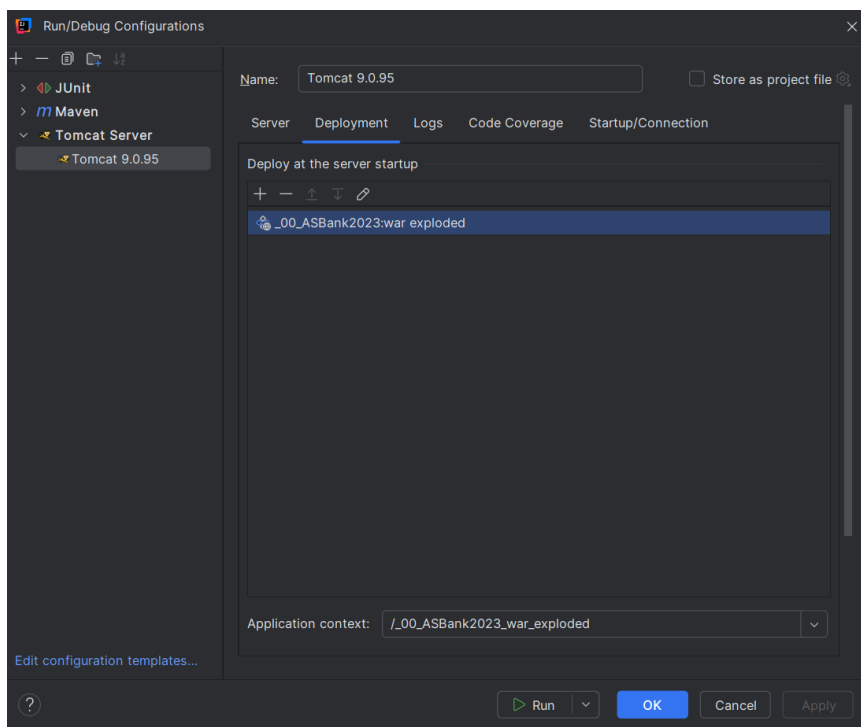 Run/Debug Configurations
JUnit
Maven
Tomcat Server
Tomcat 9.0.95
Edit configuration templates...
Name: Tomcat 9.0.95 Store as project file
Server Deployment Logs Code Coverage Startup/Connection
Deploy at the server startup
_00_ASBank2023:war exploded
Application context: /_00_ASBank2023_war_exploded
? Run OK Cancel Apply